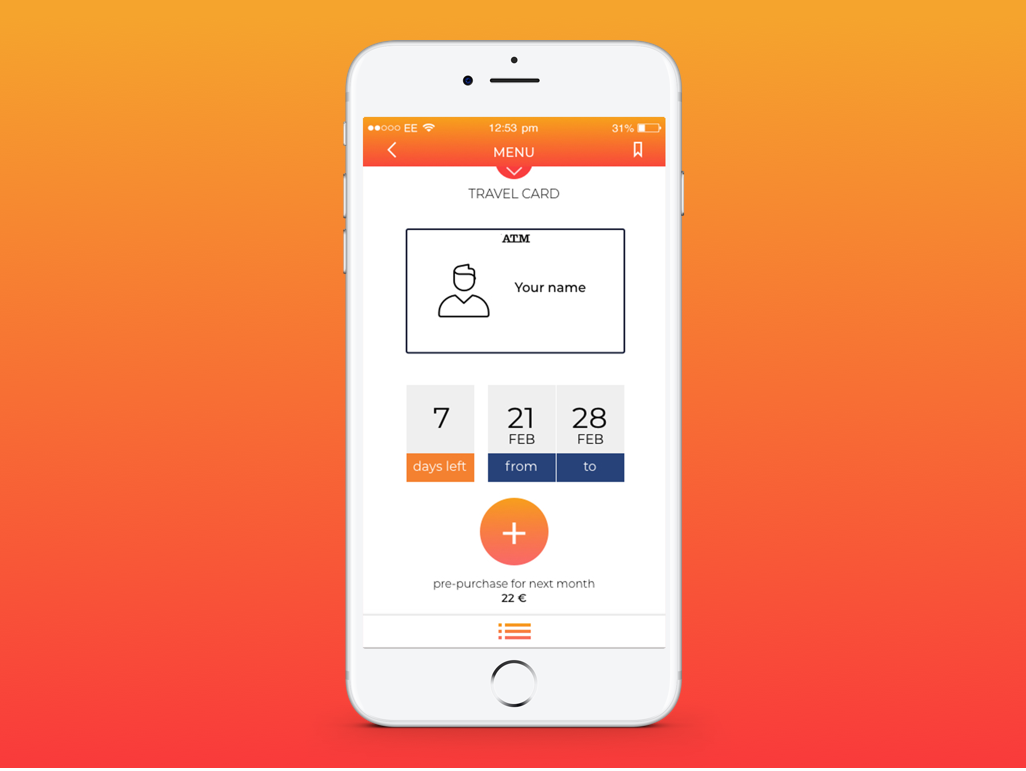 EE 12:53 pm 31%
MENU
TRAVEL CARD
ATM
Your name
7 21 28
FEB FEB
days left from to
+
pre-purchase for next month
22 €